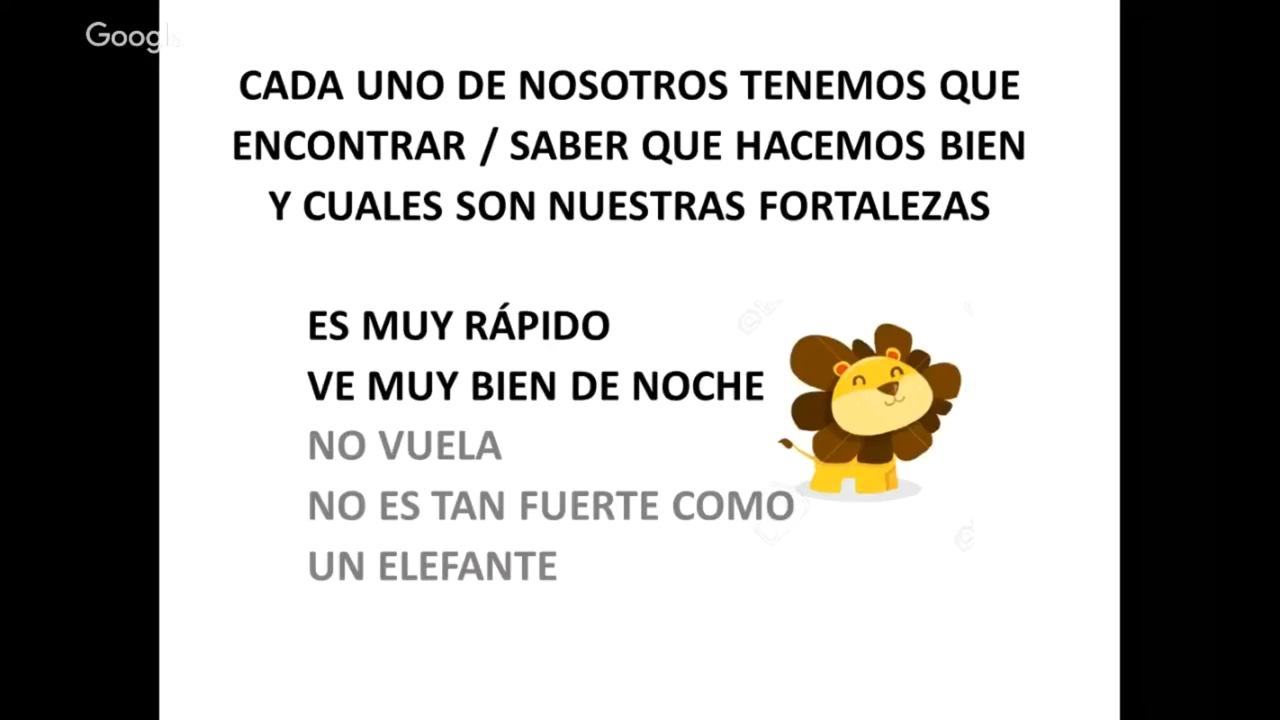 Google
CADA UNO DE NOSOTROS TENEMOS QUE
ENCONTRAR / SABER QUE HACEMOS BIEN
Y CUALES SON NUESTRAS FORTALEZAS
ES MUY RÁPIDO
VE MUY BIEN DE NOCHE
NO VUELA
NO ES TAN FUERTE COMO
UN ELEFANTE